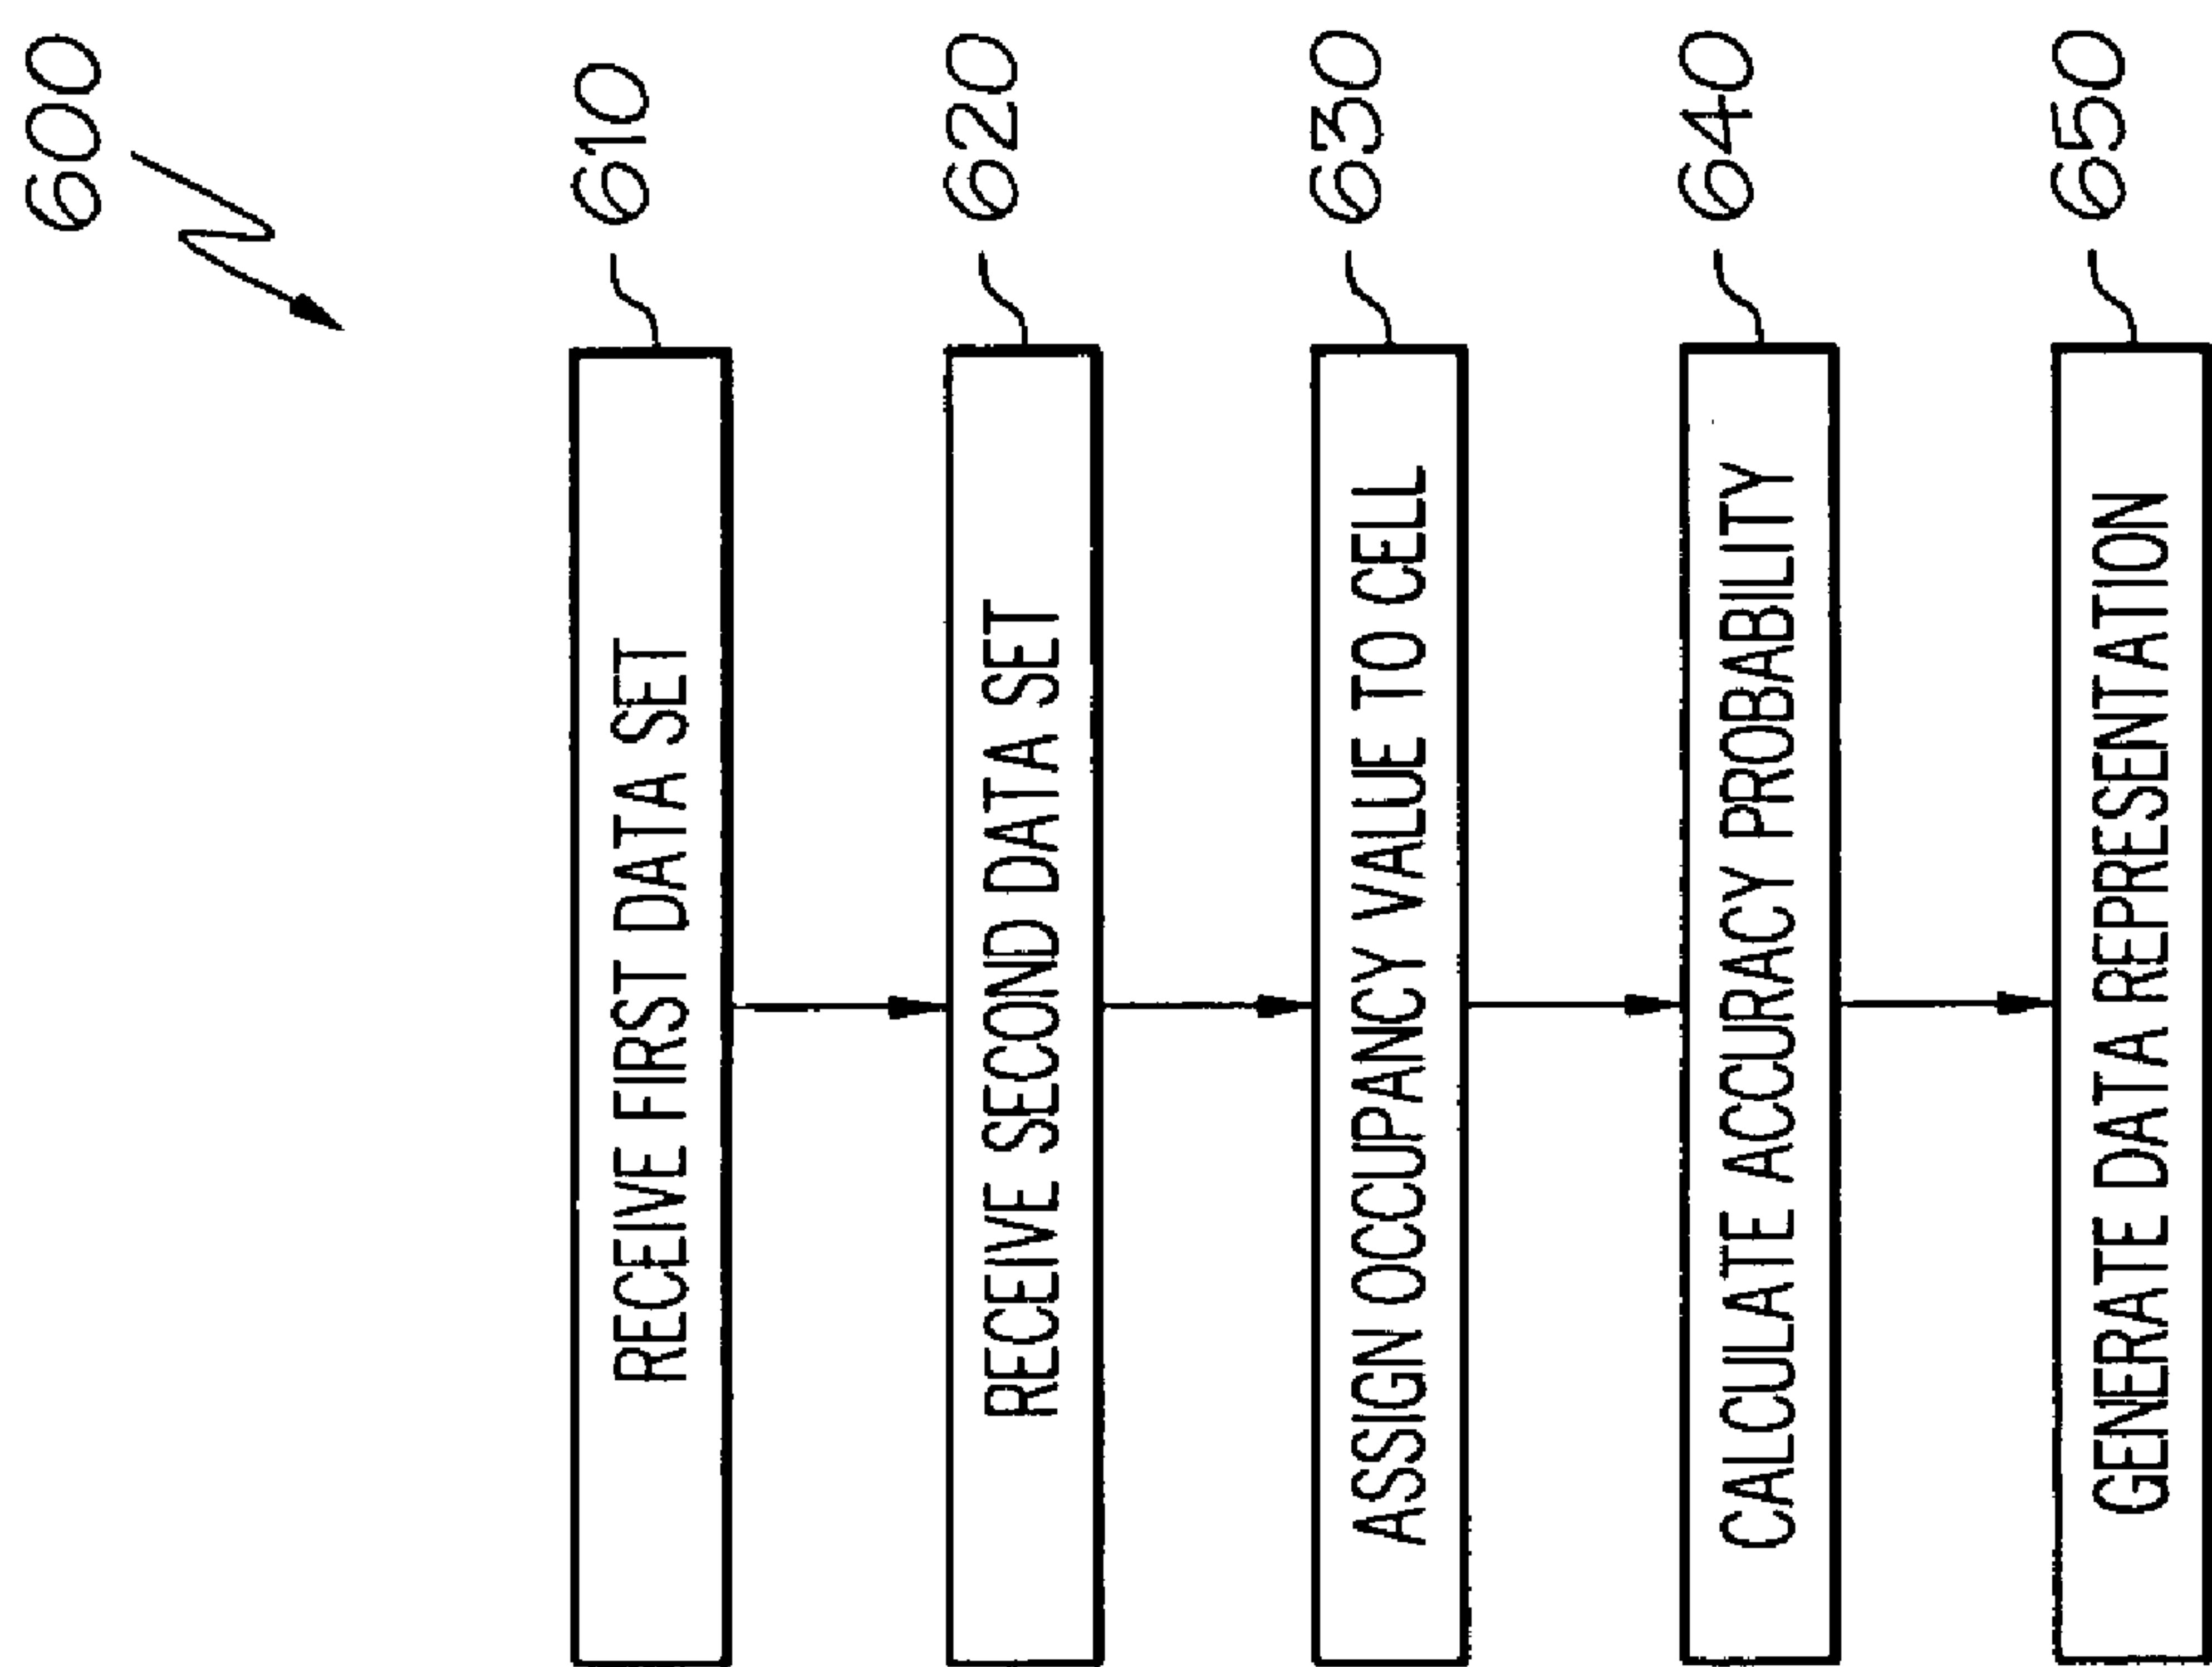 600
RECEIVE FIRST DATA SET
610
RECEIVE SECOND DATA SET
620
ASSIGN OCCUPANCY VALUE TO CELL
630
CALCULATE ACCURACY PROBABILITY
640
GENERATE DATA REPRESENTATION
650